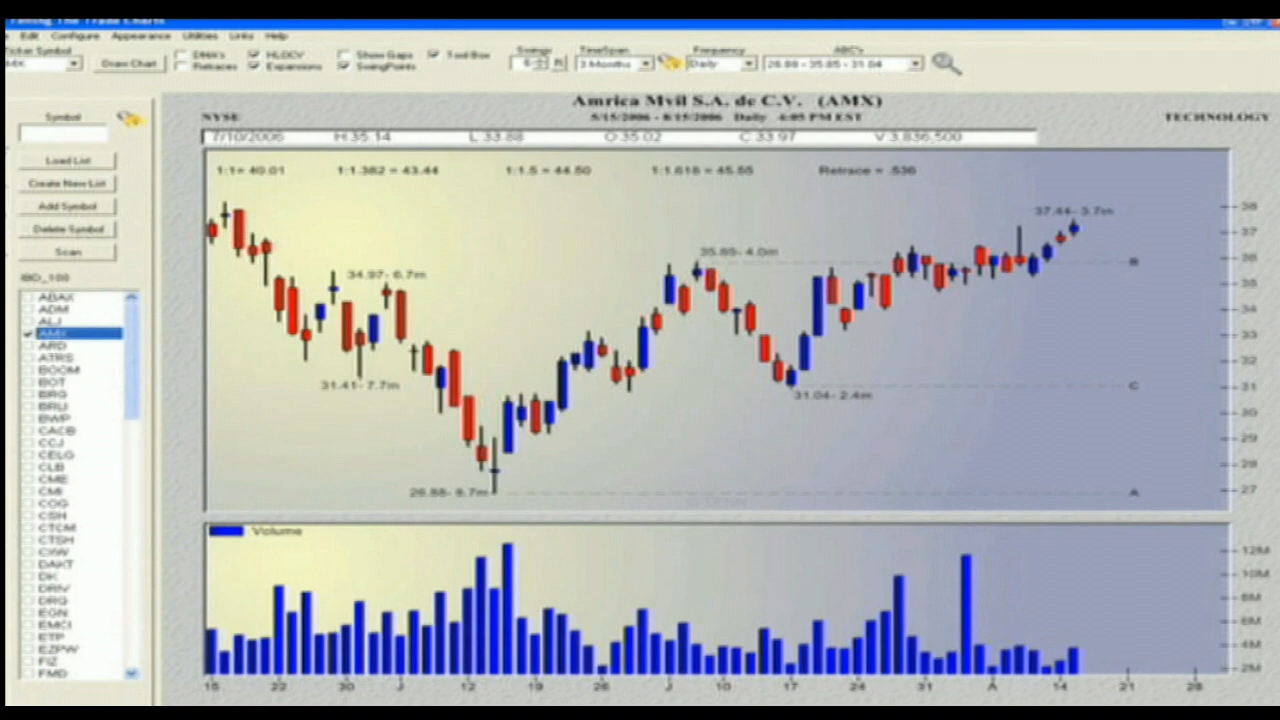 Timing The Trade Charts
Edit Configure Appearance Utilities Links Help
Ticker Symbol
Draw Chart
DMA's
Retraces
HLOCV
Expansions
Show Gaps
SwingPoints
Tool Box
Swings
6
TimeSpan
3 Months
Frequency
Daily
ABC's
26.88 - 35.85 - 31.04
Symbol
Load List
Create New List
Add Symbol
Delete Symbol
Scan
IBD_100
ABAX
ADM
ALJ
AMX
ARD
ATRS
BOOM
BOT
BRG
BRLI
BWP
CACB
CCJ
CELG
CLB
CME
CMI
COG
CSH
CTCM
CTSH
CXW
DAKT
DK
DRIV
DRQ
EGN
EMCI
ETP
EZPW
FIZ
FMD
Amrica Mvil S.A. de C.V. (AMX)
NYSE
5/15/2006 - 8/15/2006 Daily 4:05 PM EST
TECHNOLOGY
7/10/2006 H 35.14 L 33.88 O 35.02 C 33.97 V 3,836,500
1:1= 40.01 1:1.382 = 43.44 1:1.5 = 44.50 1:1.618 = 45.55 Retrace = .536
37.44- 3.7m
35.85- 4.0m
34.97- 6.7m
31.41- 7.7m
31.04- 2.4m
26.88- 8.7m
B
C
A
38
37
36
35
34
33
32
31
30
29
28
27
Volume
12M
10M
8M
6M
4M
2M
15 22 30 J 12 19 26 J 10 17 24 31 A 14 21 28